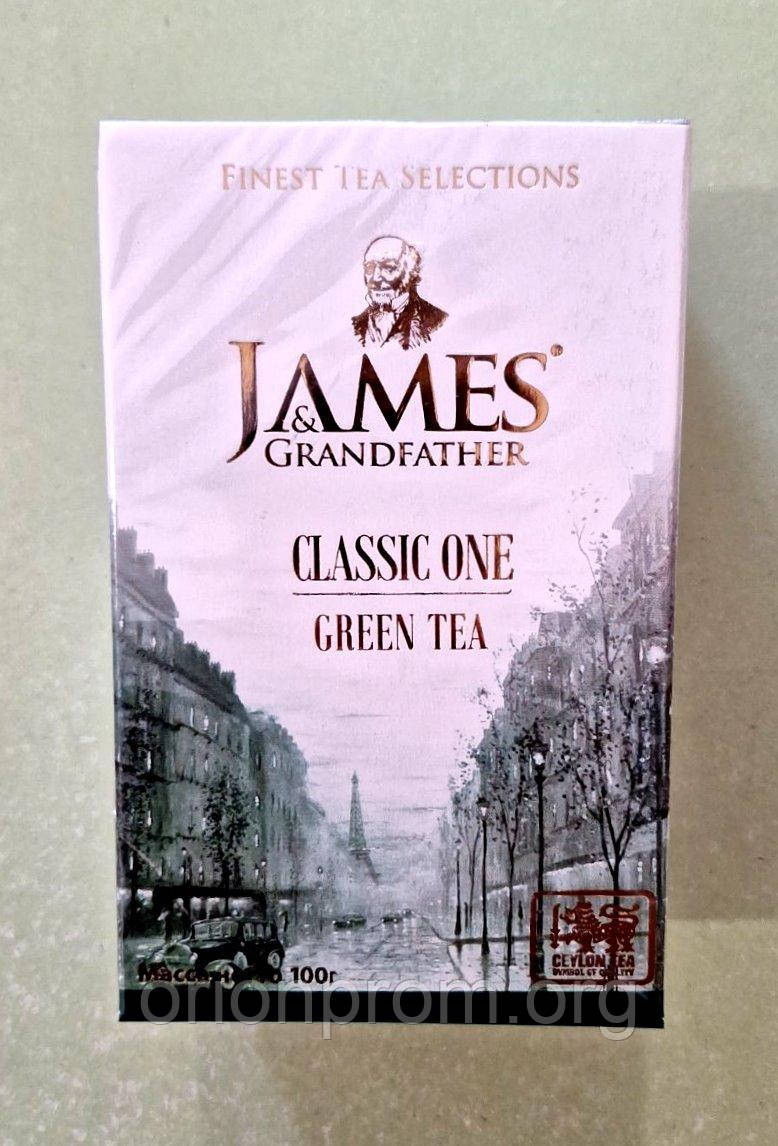 FINEST TEA SELECTIONS
JAMES®
& GRANDFATHER
CLASSIC ONE
GREEN TEA
CEYLON TEA
SYMBOL OF QUALITY
100г
orionprom.org